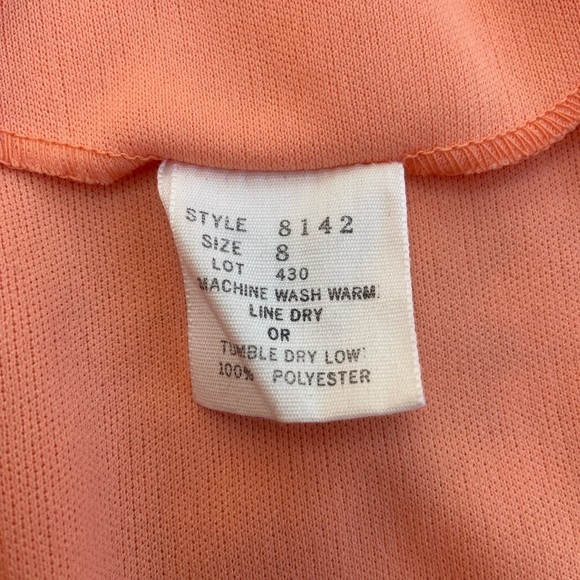 STYLE 8142
SIZE 8
LOT 430
MACHINE WASH WARM
LINE DRY
OR
TUMBLE DRY LOW
100% POLYESTER